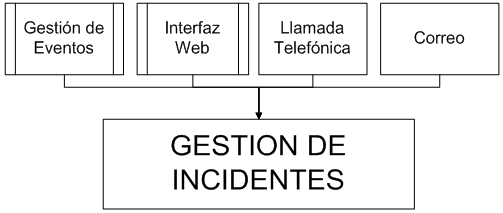 Gestión de
Eventos
Interfaz
Web
Llamada
Telefónica
Correo
GESTION DE
INCIDENTES